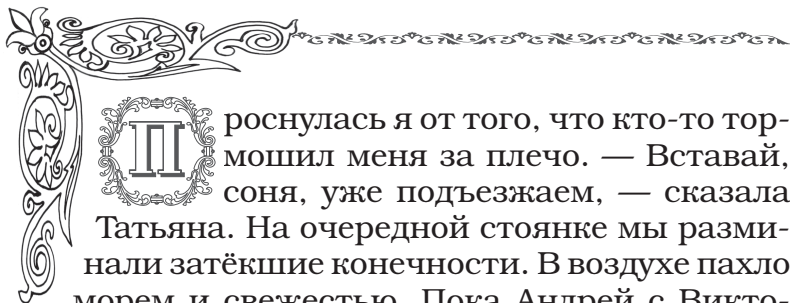 Проснулась я от того, что кто-то тор-
мошил меня за плечо. — Вставай,
соня, уже подъезжаем, — сказала
Татьяна. На очередной стоянке мы разми-
нали затёкшие конечности. В воздухе пахло
морем и свежестью. Пока Андрей с Викто-